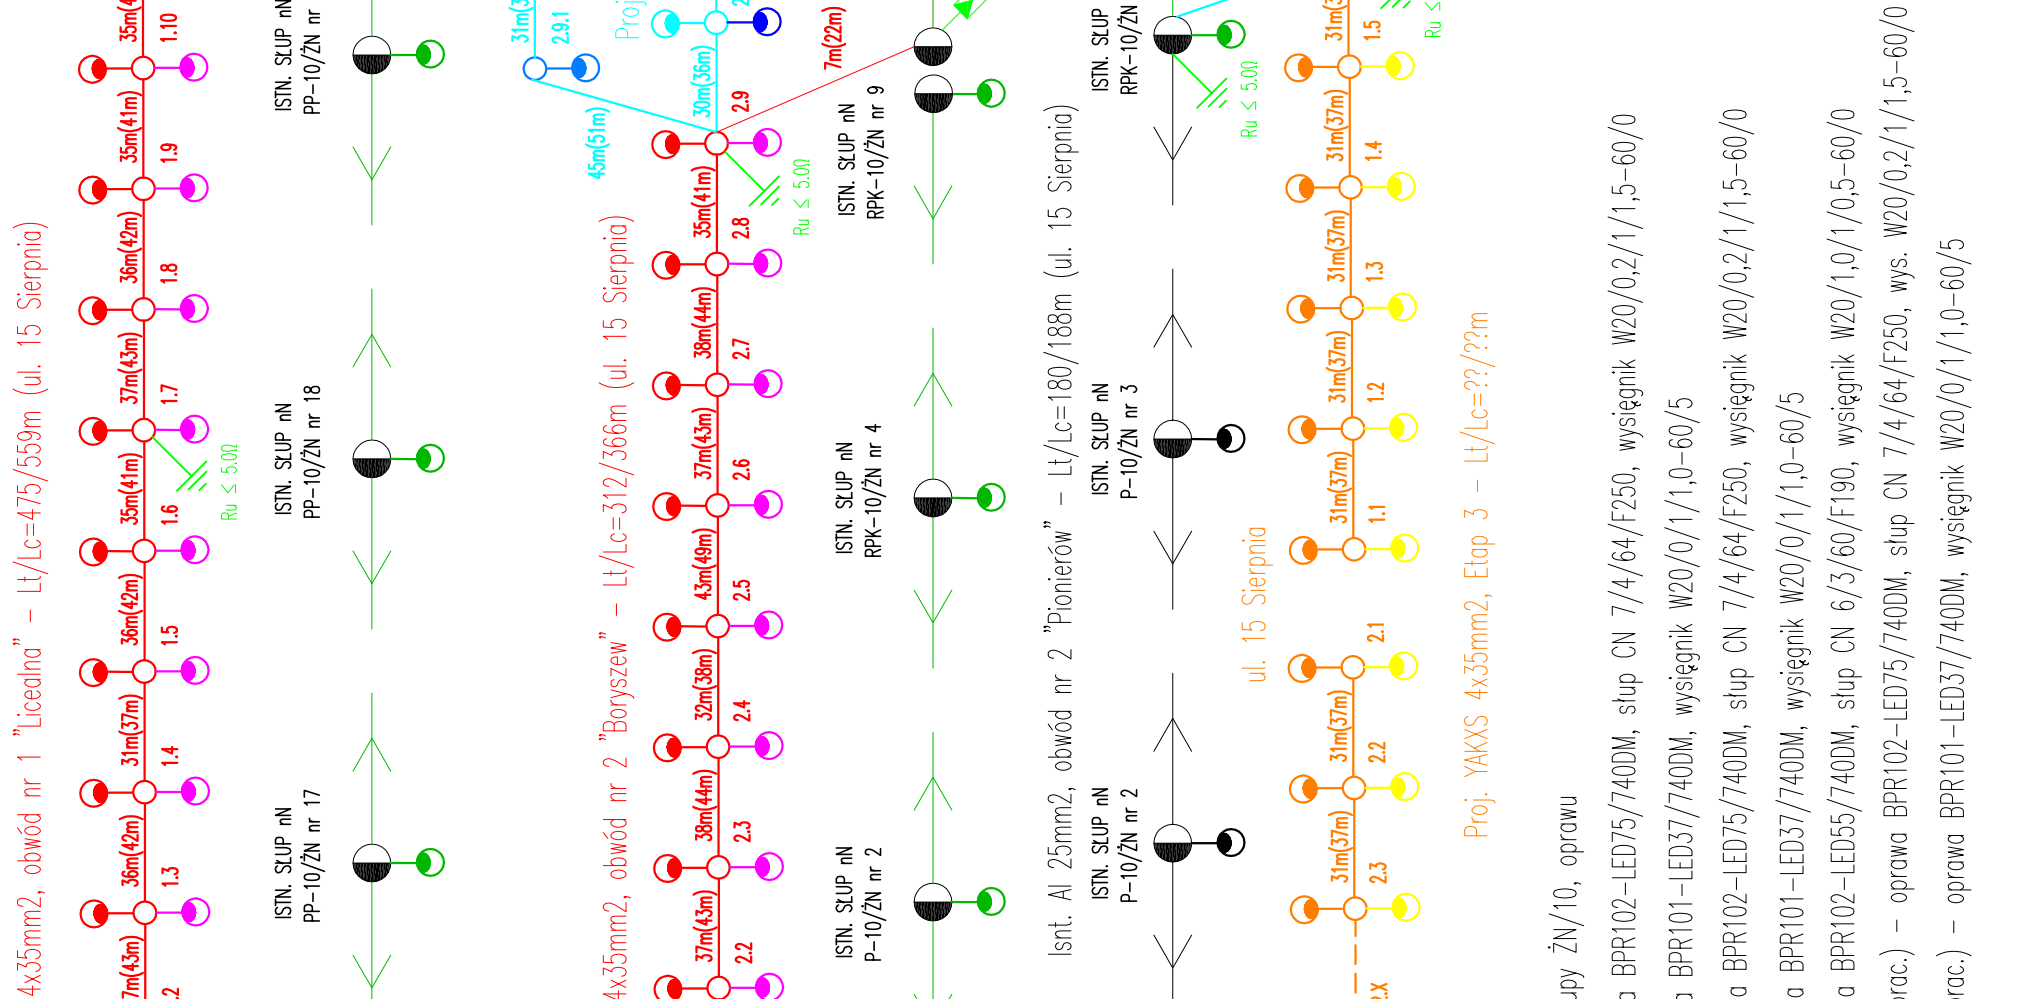 4x35mm2, obwód nr 1 "Licealna" – Lt/Lc=475/559m (ul. 15 Sierpnia)
36m(42m)
35m(41m)
36m(42m)
31m(37m)
36m(42m)
35m(41m)
37m(43m)
1.3
1.4
1.5
1.6
1.7
1.8
1.9
1.10
Ru ≤ 5.0Ω
ISTN. SŁUP nN
PP-10/ŻN nr 17
ISTN. SŁUP nN
PP-10/ŻN nr 18
ISTN. SŁUP nN
PP-10/ŻN nr
2.9.1
45m(51m)
Proj
30m(36m)
7m(22m)
4x35mm2, obwód nr 2 "Boryszew" – Lt/Lc=312/366m (ul. 15 Sierpnia)
37m(43m)
38m(44m)
32m(38m)
43m(49m)
37m(43m)
38m(44m)
35m(41m)
2.2
2.3
2.4
2.5
2.6
2.7
2.8
2.9
Ru ≤ 5.0Ω
ISTN. SŁUP nN
P-10/ŻN nr 2
ISTN. SŁUP nN
RPK-10/ŻN nr 4
ISTN. SŁUP nN
RPK-10/ŻN nr 9
Isnt. Al 25mm2, obwód nr 2 "Pionierów" – Lt/Lc=180/188m (ul. 15 Sierpnia)
ISTN. SŁUP nN
P-10/ŻN nr 2
ISTN. SŁUP nN
P-10/ŻN nr 3
ISTN. SŁUP
RPK-10/ŻN
Ru ≤ 5.0Ω
ul. 15 Sierpnia
31m(37m)
31m(37m)
31m(37m)
31m(37m)
31m(37m)
31m(37m)
2.X
2.3
2.2
2.1
1.1
1.2
1.3
1.4
1.5
Ru ≤
Proj. YAKXS 4x35mm2, Etap 3 – Lt/Lc=??/??m
upy ŻN/10, oprawu
a BPR102-LED75/740DM, słup CN 7/4/64/F250, wysięgnik W20/0,2/1/1,5-60/0
a BPR101-LED37/740DM, wysięgnik W20/0/1/1,0-60/5
a BPR102-LED75/740DM, słup CN 7/4/64/F250, wysięgnik W20/0,2/1/1,5-60/0
a BPR101-LED37/740DM, wysięgnik W20/0/1/1,0-60/5
a BPR102-LED55/740DM, słup CN 6/3/60/F190, wysięgnik W20/1,0/1/0,5-60/0
orac.) – oprawa BPR102-LED75/740DM, słup CN 7/4/64/F250, wys. W20/0,2/1/1,5-60/0
orac.) – oprawa BPR101-LED37/740DM, wysięgnik W20/0/1/1,0-60/5